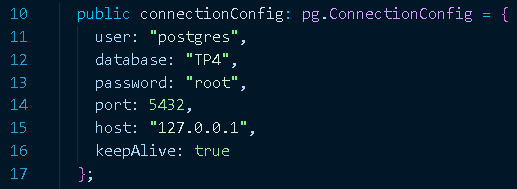 10 public connectionConfig: pg.ConnectionConfig = {
11 user: "postgres",
12 database: "TP4",
13 password: "root",
14 port: 5432,
15 host: "127.0.0.1",
16 keepAlive: true
17 };